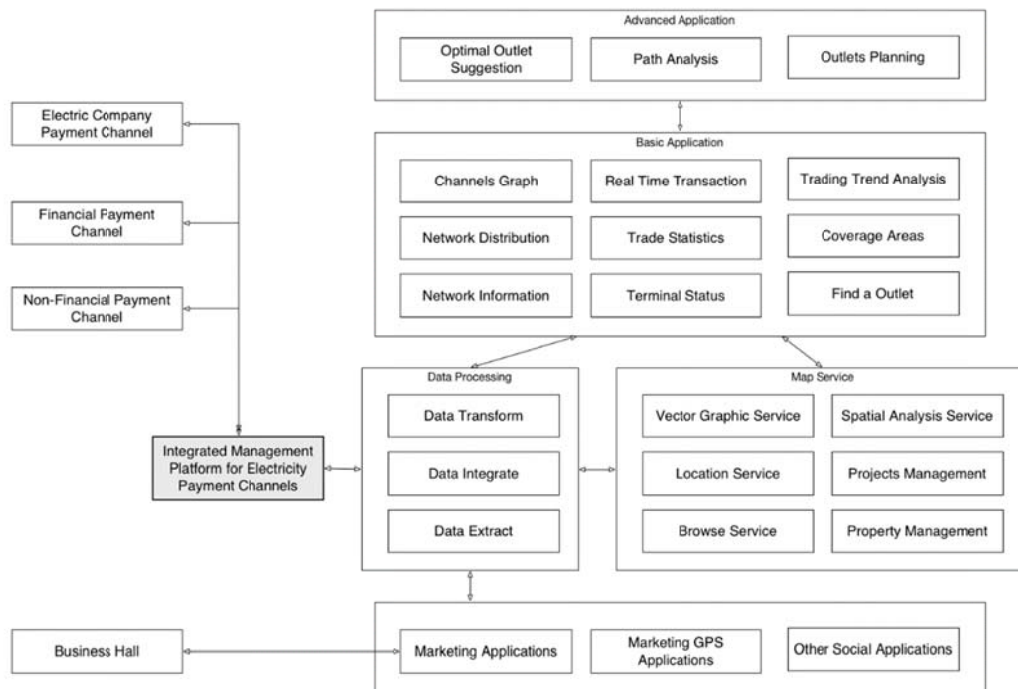 Advanced Application
Optimal Outlet
Suggestion
Path Analysis
Outlets Planning
Electric Company
Payment Channel
Financial Payment
Channel
Non-Financial Payment
Channel
Basic Application
Channels Graph
Real Time Transaction
Trading Trend Analysis
Network Distribution
Trade Statistics
Coverage Areas
Network Information
Terminal Status
Find a Outlet
Integrated Management
Platform for Electricity
Payment Channels
Data Processing
Data Transform
Data Integrate
Data Extract
Map Service
Vector Graphic Service
Spatial Analysis Service
Location Service
Projects Management
Browse Service
Property Management
Business Hall
Marketing Applications
Marketing GPS
Applications
Other Social Applications